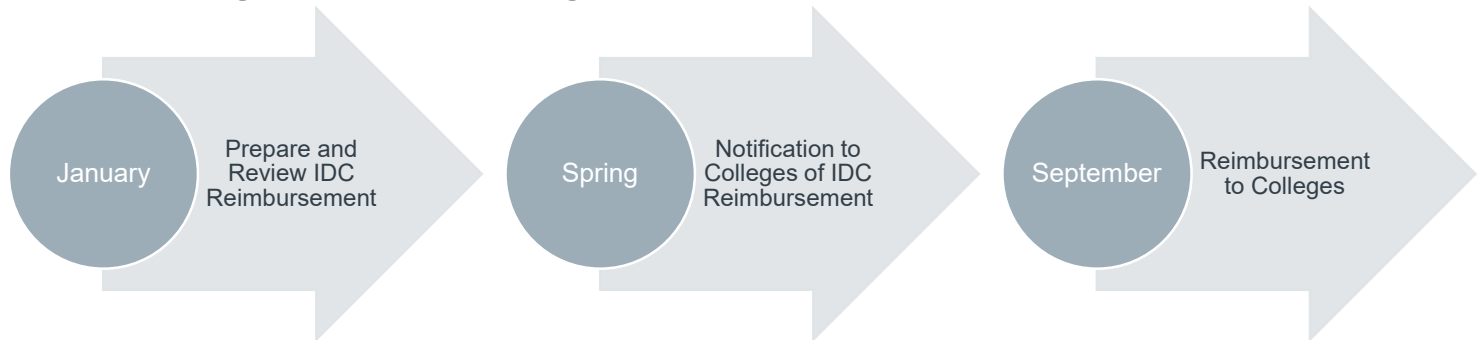 January
Prepare and
Review IDC
Reimbursement
Spring
Notification to
Colleges of IDC
Reimbursement
September
Reimbursement
to Colleges